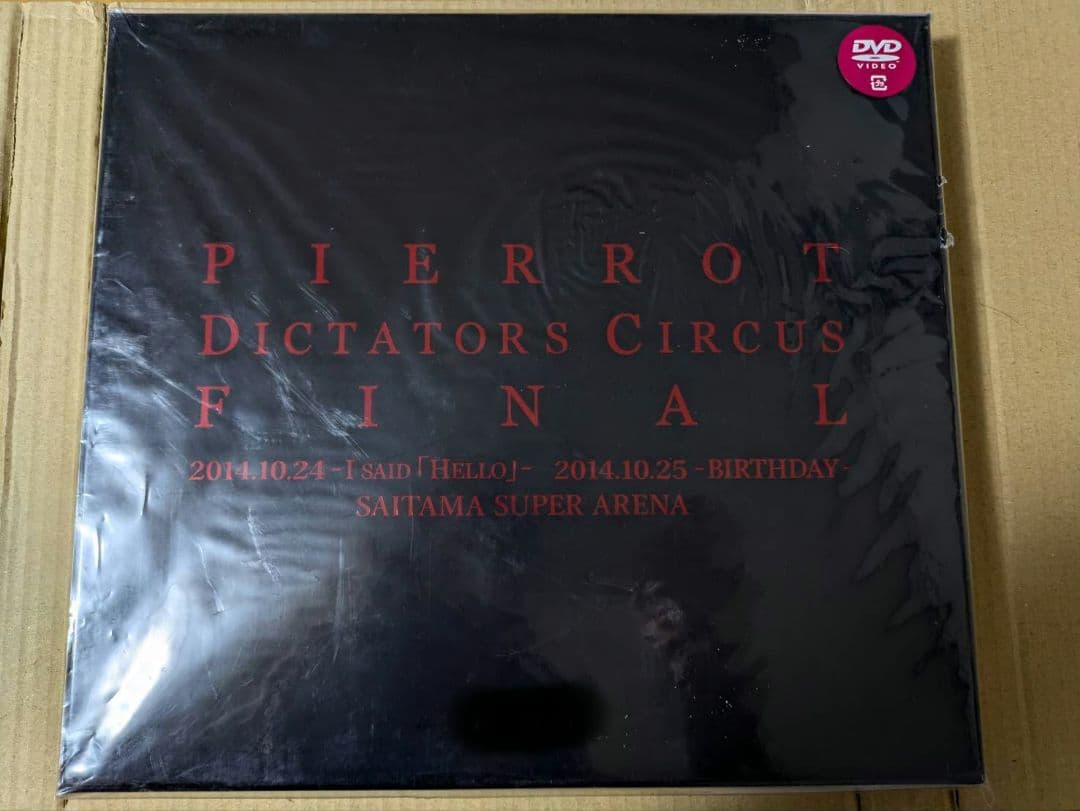 DVD
VIDEO
PIERROT
DICTATORS CIRCUS
FINAL
2014.10.24 -I SAID「HELLO」- 2014.10.25 -BIRTHDAY-
SAITAMA SUPER ARENA